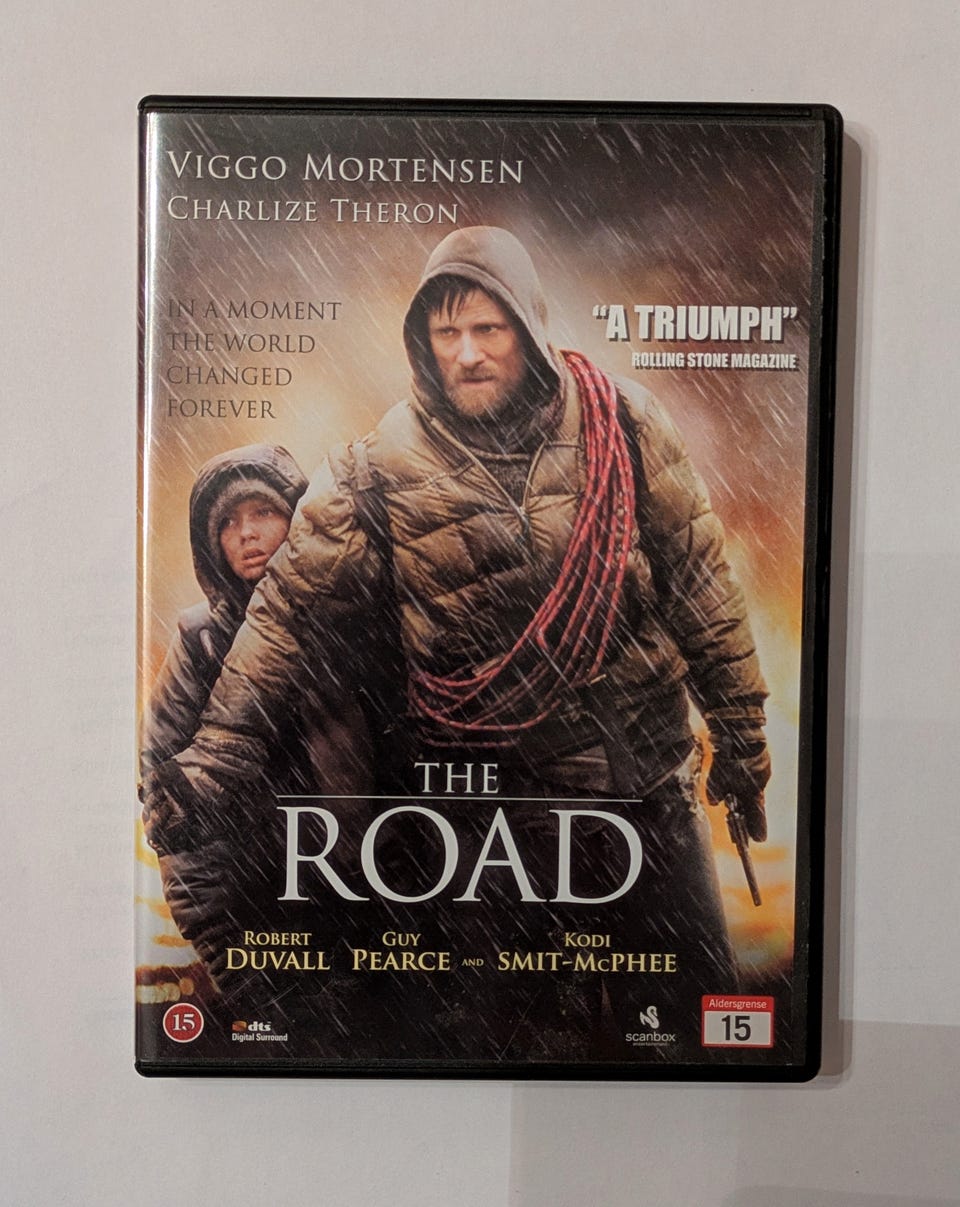 VIGGO MORTENSEN
CHARLIZE THERON
IN A MOMENT
THE WORLD
CHANGED
FOREVER
“A TRIUMPH”
ROLLING STONE MAGAZINE
THE
ROAD
ROBERT DUVALL GUY PEARCE AND KODI SMIT-MCPHEE
15
dts
Digital Surround
scanbox
entertainment
Aldersgrense
15